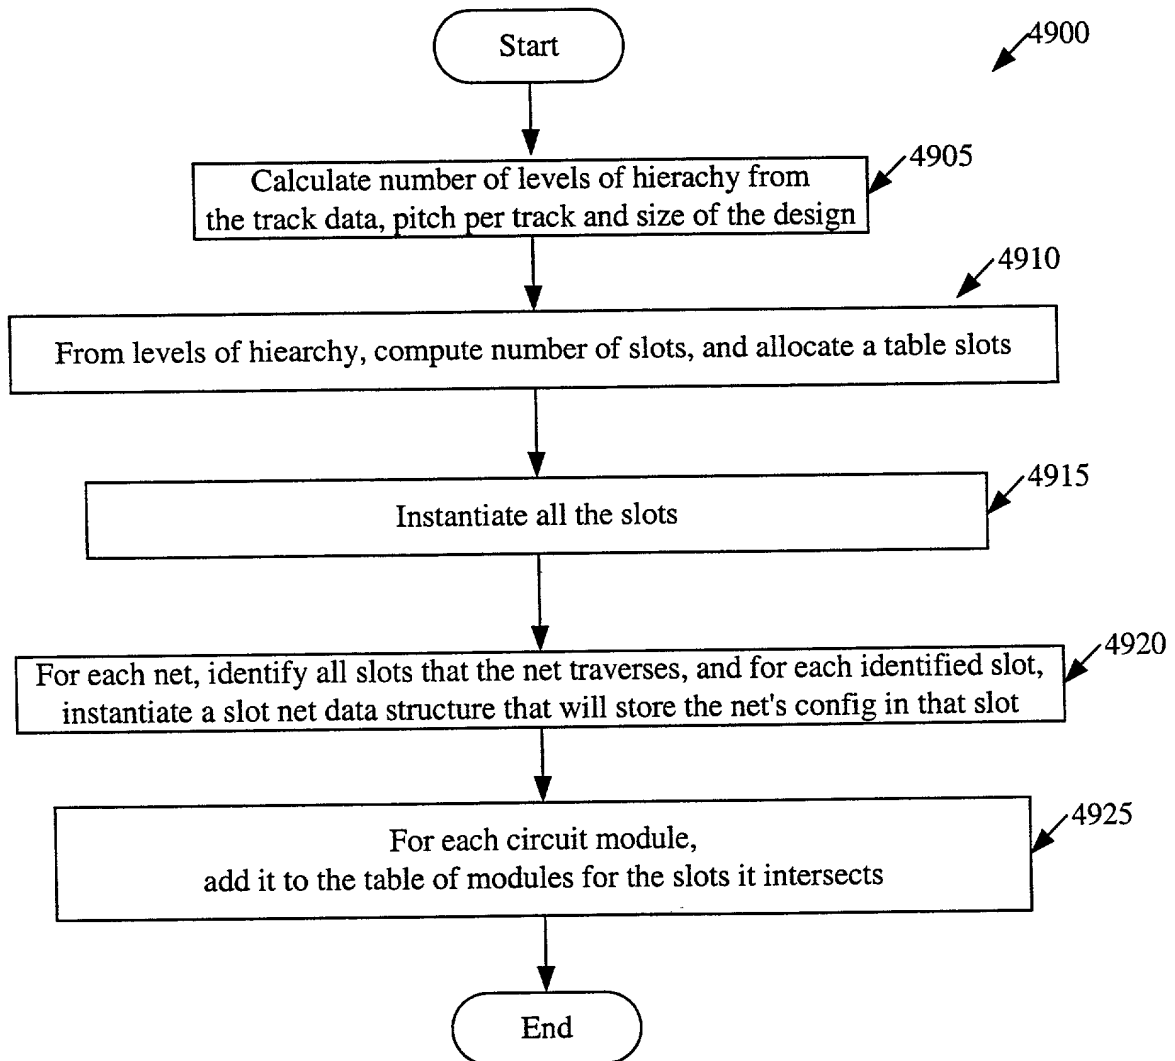 Start
4900
4905
Calculate number of levels of hierachy from
the track data, pitch per track and size of the design
4910
From levels of hiearchy, compute number of slots, and allocate a table slots
4915
Instantiate all the slots
4920
For each net, identify all slots that the net traverses, and for each identified slot,
instantiate a slot net data structure that will store the net's config in that slot
4925
For each circuit module,
add it to the table of modules for the slots it intersects
End